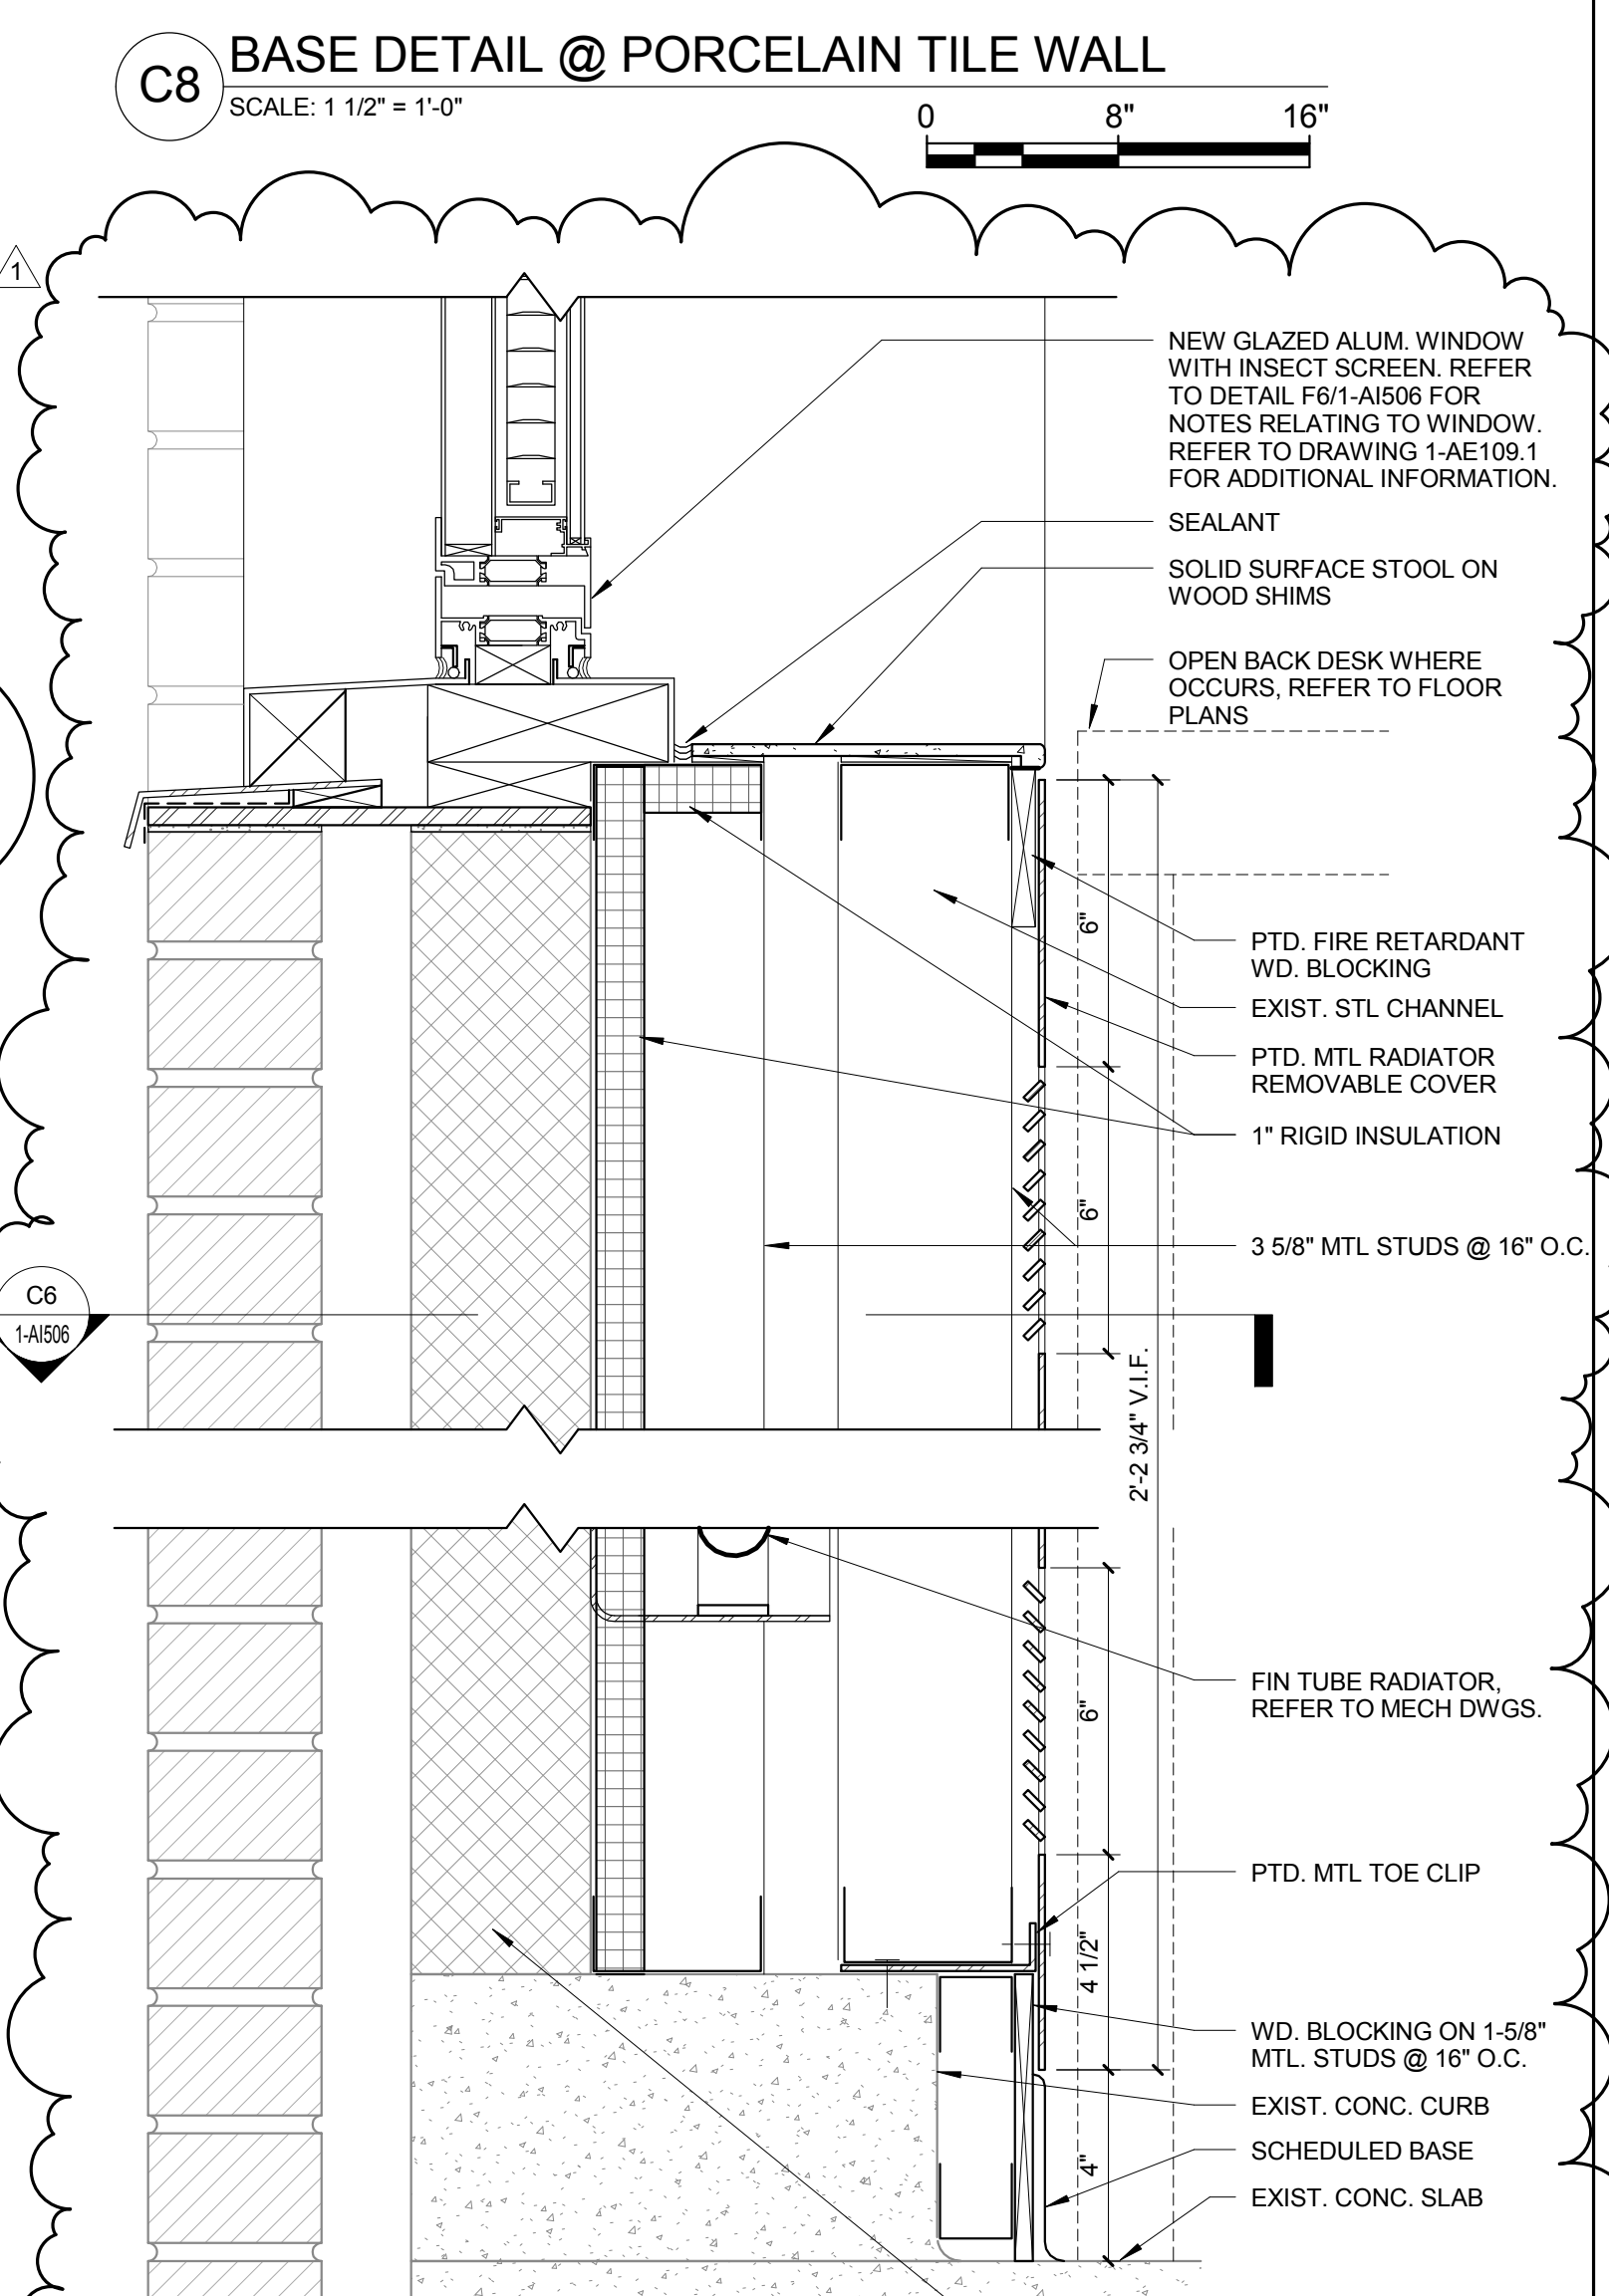 C8
BASE DETAIL @ PORCELAIN TILE WALL
SCALE: 1 1/2" = 1'-0"
0 8" 16"
1
NEW GLAZED ALUM. WINDOW
WITH INSECT SCREEN. REFER
TO DETAIL F6/1-AI506 FOR
NOTES RELATING TO WINDOW.
REFER TO DRAWING 1-AE109.1
FOR ADDITIONAL INFORMATION.
SEALANT
SOLID SURFACE STOOL ON
WOOD SHIMS
OPEN BACK DESK WHERE
OCCURS, REFER TO FLOOR
PLANS
6"
PTD. FIRE RETARDANT
WD. BLOCKING
EXIST. STL CHANNEL
PTD. MTL RADIATOR
REMOVABLE COVER
1" RIGID INSULATION
6"
3 5/8" MTL STUDS @ 16" O.C.
C6
1-AI506
2'-2 3/4" V.I.F.
FIN TUBE RADIATOR,
REFER TO MECH DWGS.
6"
PTD. MTL TOE CLIP
4 1/2"
WD. BLOCKING ON 1-5/8"
MTL. STUDS @ 16" O.C.
EXIST. CONC. CURB
SCHEDULED BASE
4"
EXIST. CONC. SLAB